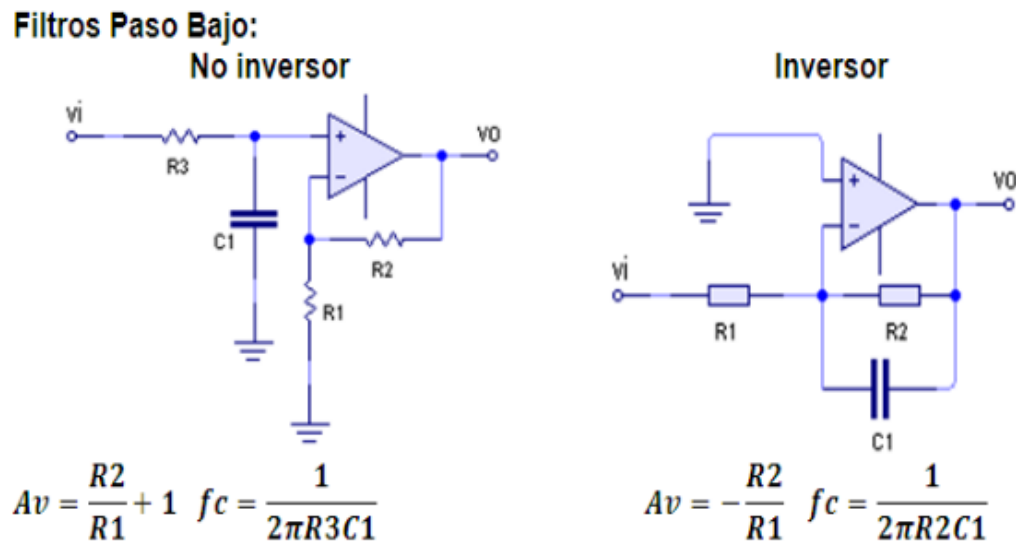 Filtros Paso Bajo:
No inversor
vi
R3
+
−
vo
C1
R2
R1
Av = R2/R1 + 1 fc = 1/2πR3C1
Inversor
+
−
vo
vi
R1
R2
C1
Av = −R2/R1 fc = 1/2πR2C1